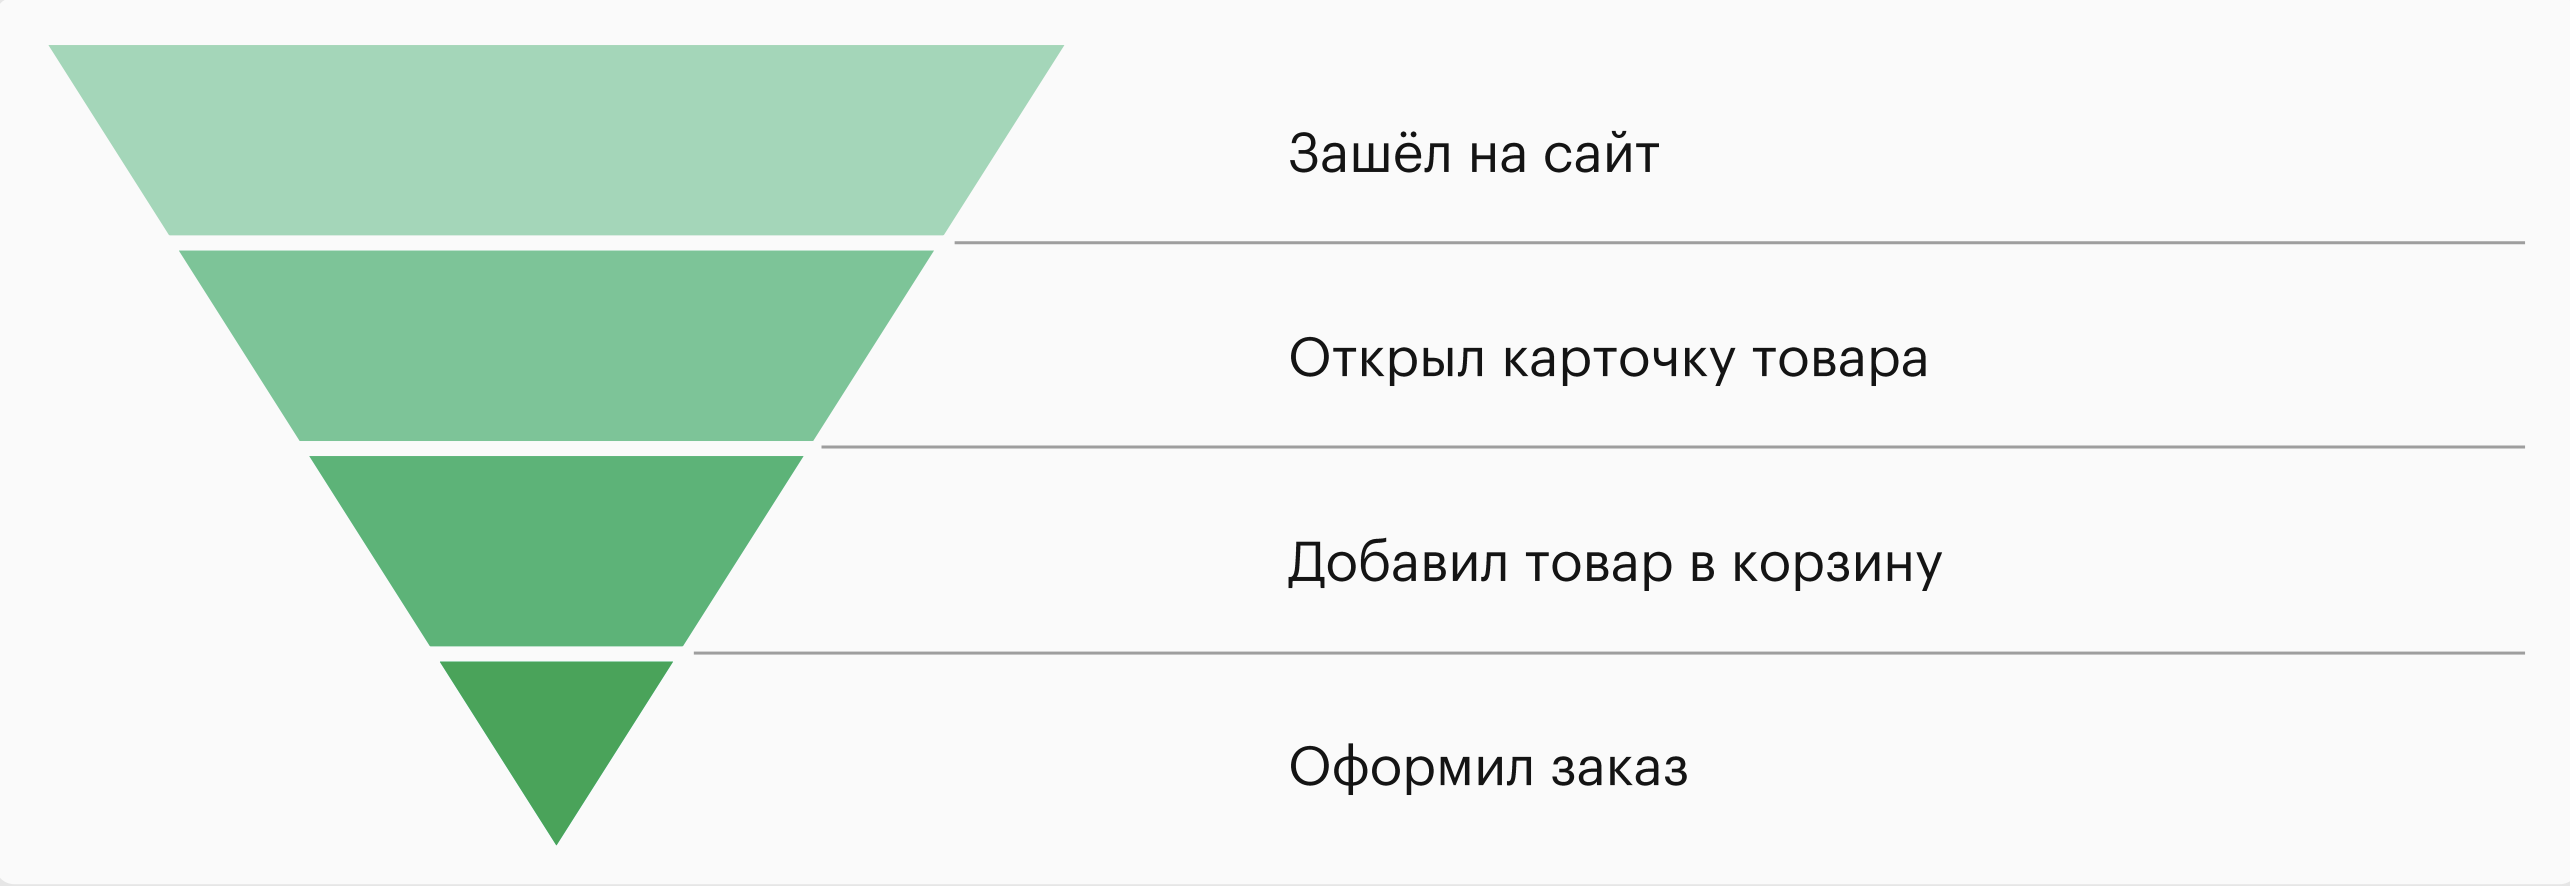 Зашёл на сайт
Открыл карточку товара
Добавил товар в корзину
Оформил заказ